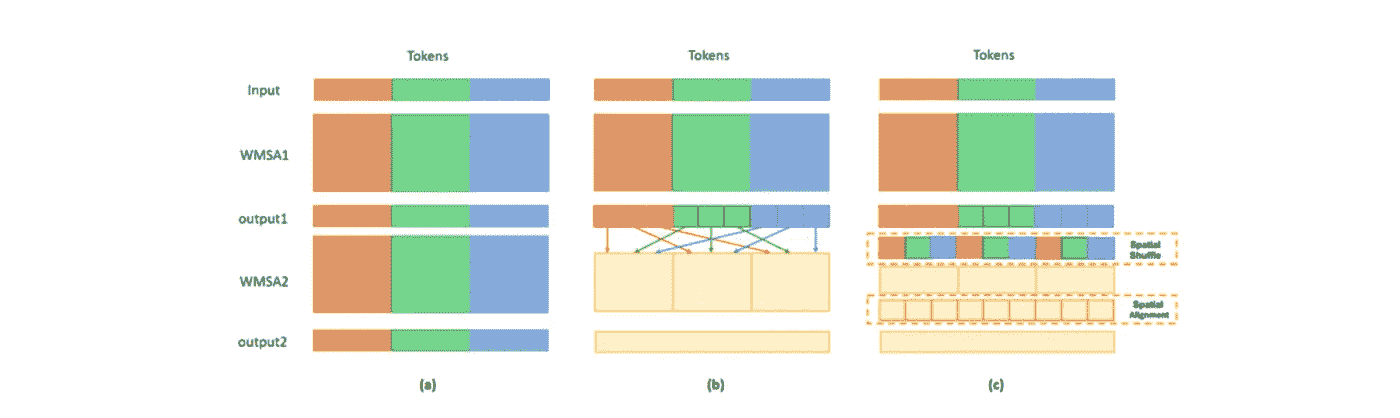 Tokens
Tokens
Tokens
Input
WMSA1
output1
Spatial
Shuffle
WMSA2
Spatial
Alignment
output2
(a)
(b)
(c)